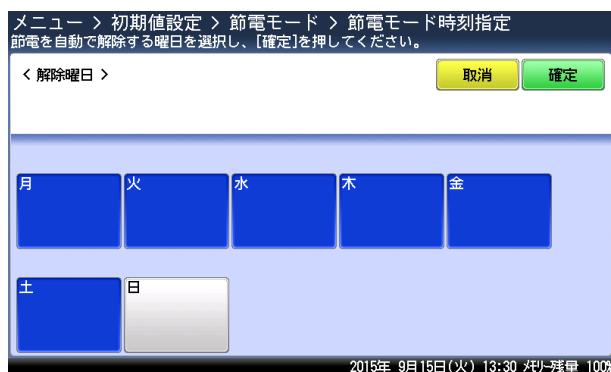 メニュー > 初期値設定 > 節電モード > 節電モード時刻指定
節電を自動で解除する曜日を選択し、[確定]を押してください。
< 解除曜日 >
取消 確定
月 火 水 木 金
土 日
2015年 9月15日(火) 13:30 メモリー残量 100%